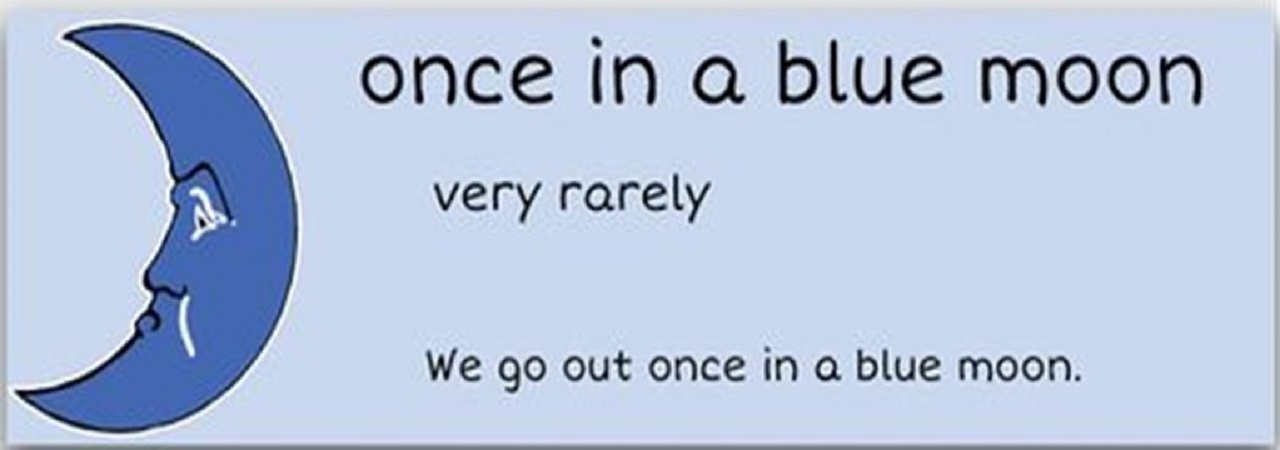 once in a blue moon
very rarely
We go out once in a blue moon.